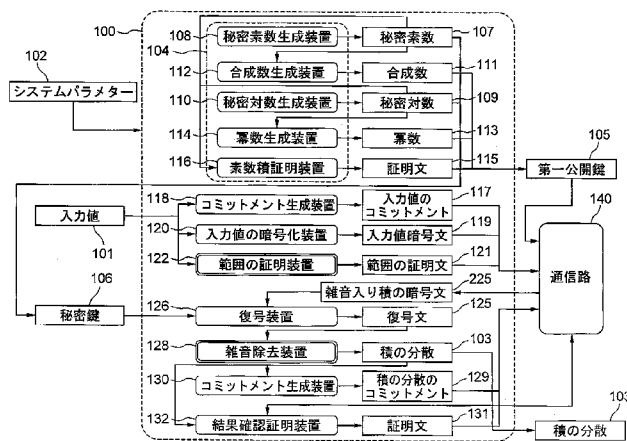 100
102
システムパラメーター
104
108
秘密素数生成装置
秘密素数
107
112
合成数生成装置
合成数
111
110
秘密対数生成装置
秘密対数
109
114
冪数生成装置
冪数
113
116
素数積証明装置
証明文
115
105
第一公開鍵
入力値
101
118
コミットメント生成装置
入力値の
コミットメント
117
120
入力値の暗号化装置
入力値暗号文
119
122
範囲の証明装置
範囲の証明文
121
140
通信路
雑音入り積の暗号文
225
106
秘密鍵
126
復号装置
復号文
125
128
雑音除去装置
積の分散
103
130
コミットメント生成装置
積の分散の
コミットメント
129
132
結果確認証明装置
証明文
131
103
積の分散